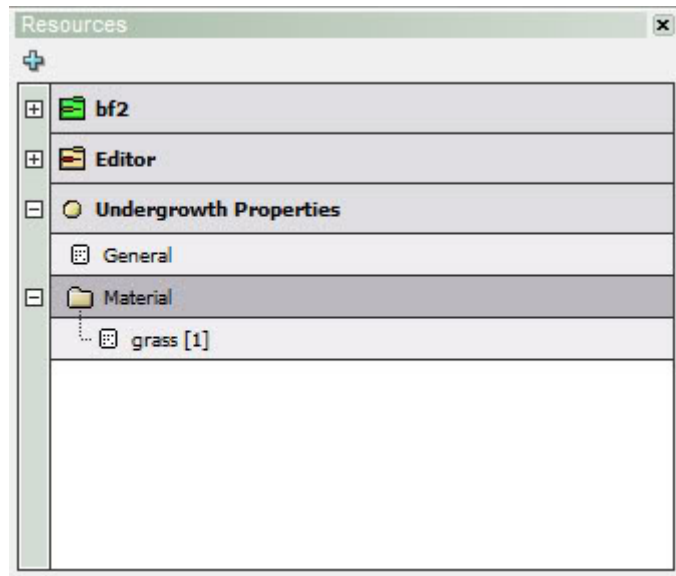 Resources
bf2
Editor
Undergrowth Properties
General
Material
grass [1]